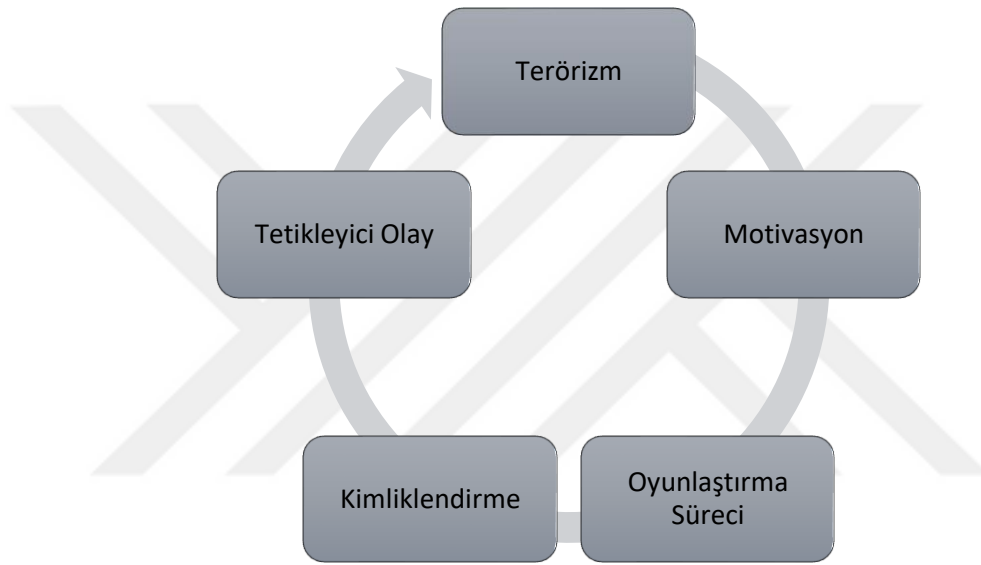 Terörizm
Motivasyon
Oyunlaştırma
Süreci
Kimliklendirme
Tetikleyici Olay